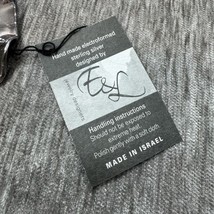 Hand made electroformed
sterling silver
designed by
E&L
Handling instructions
Should not be exposed to
extreme heat.
Polish gently with a soft cloth
MADE IN ISRAEL